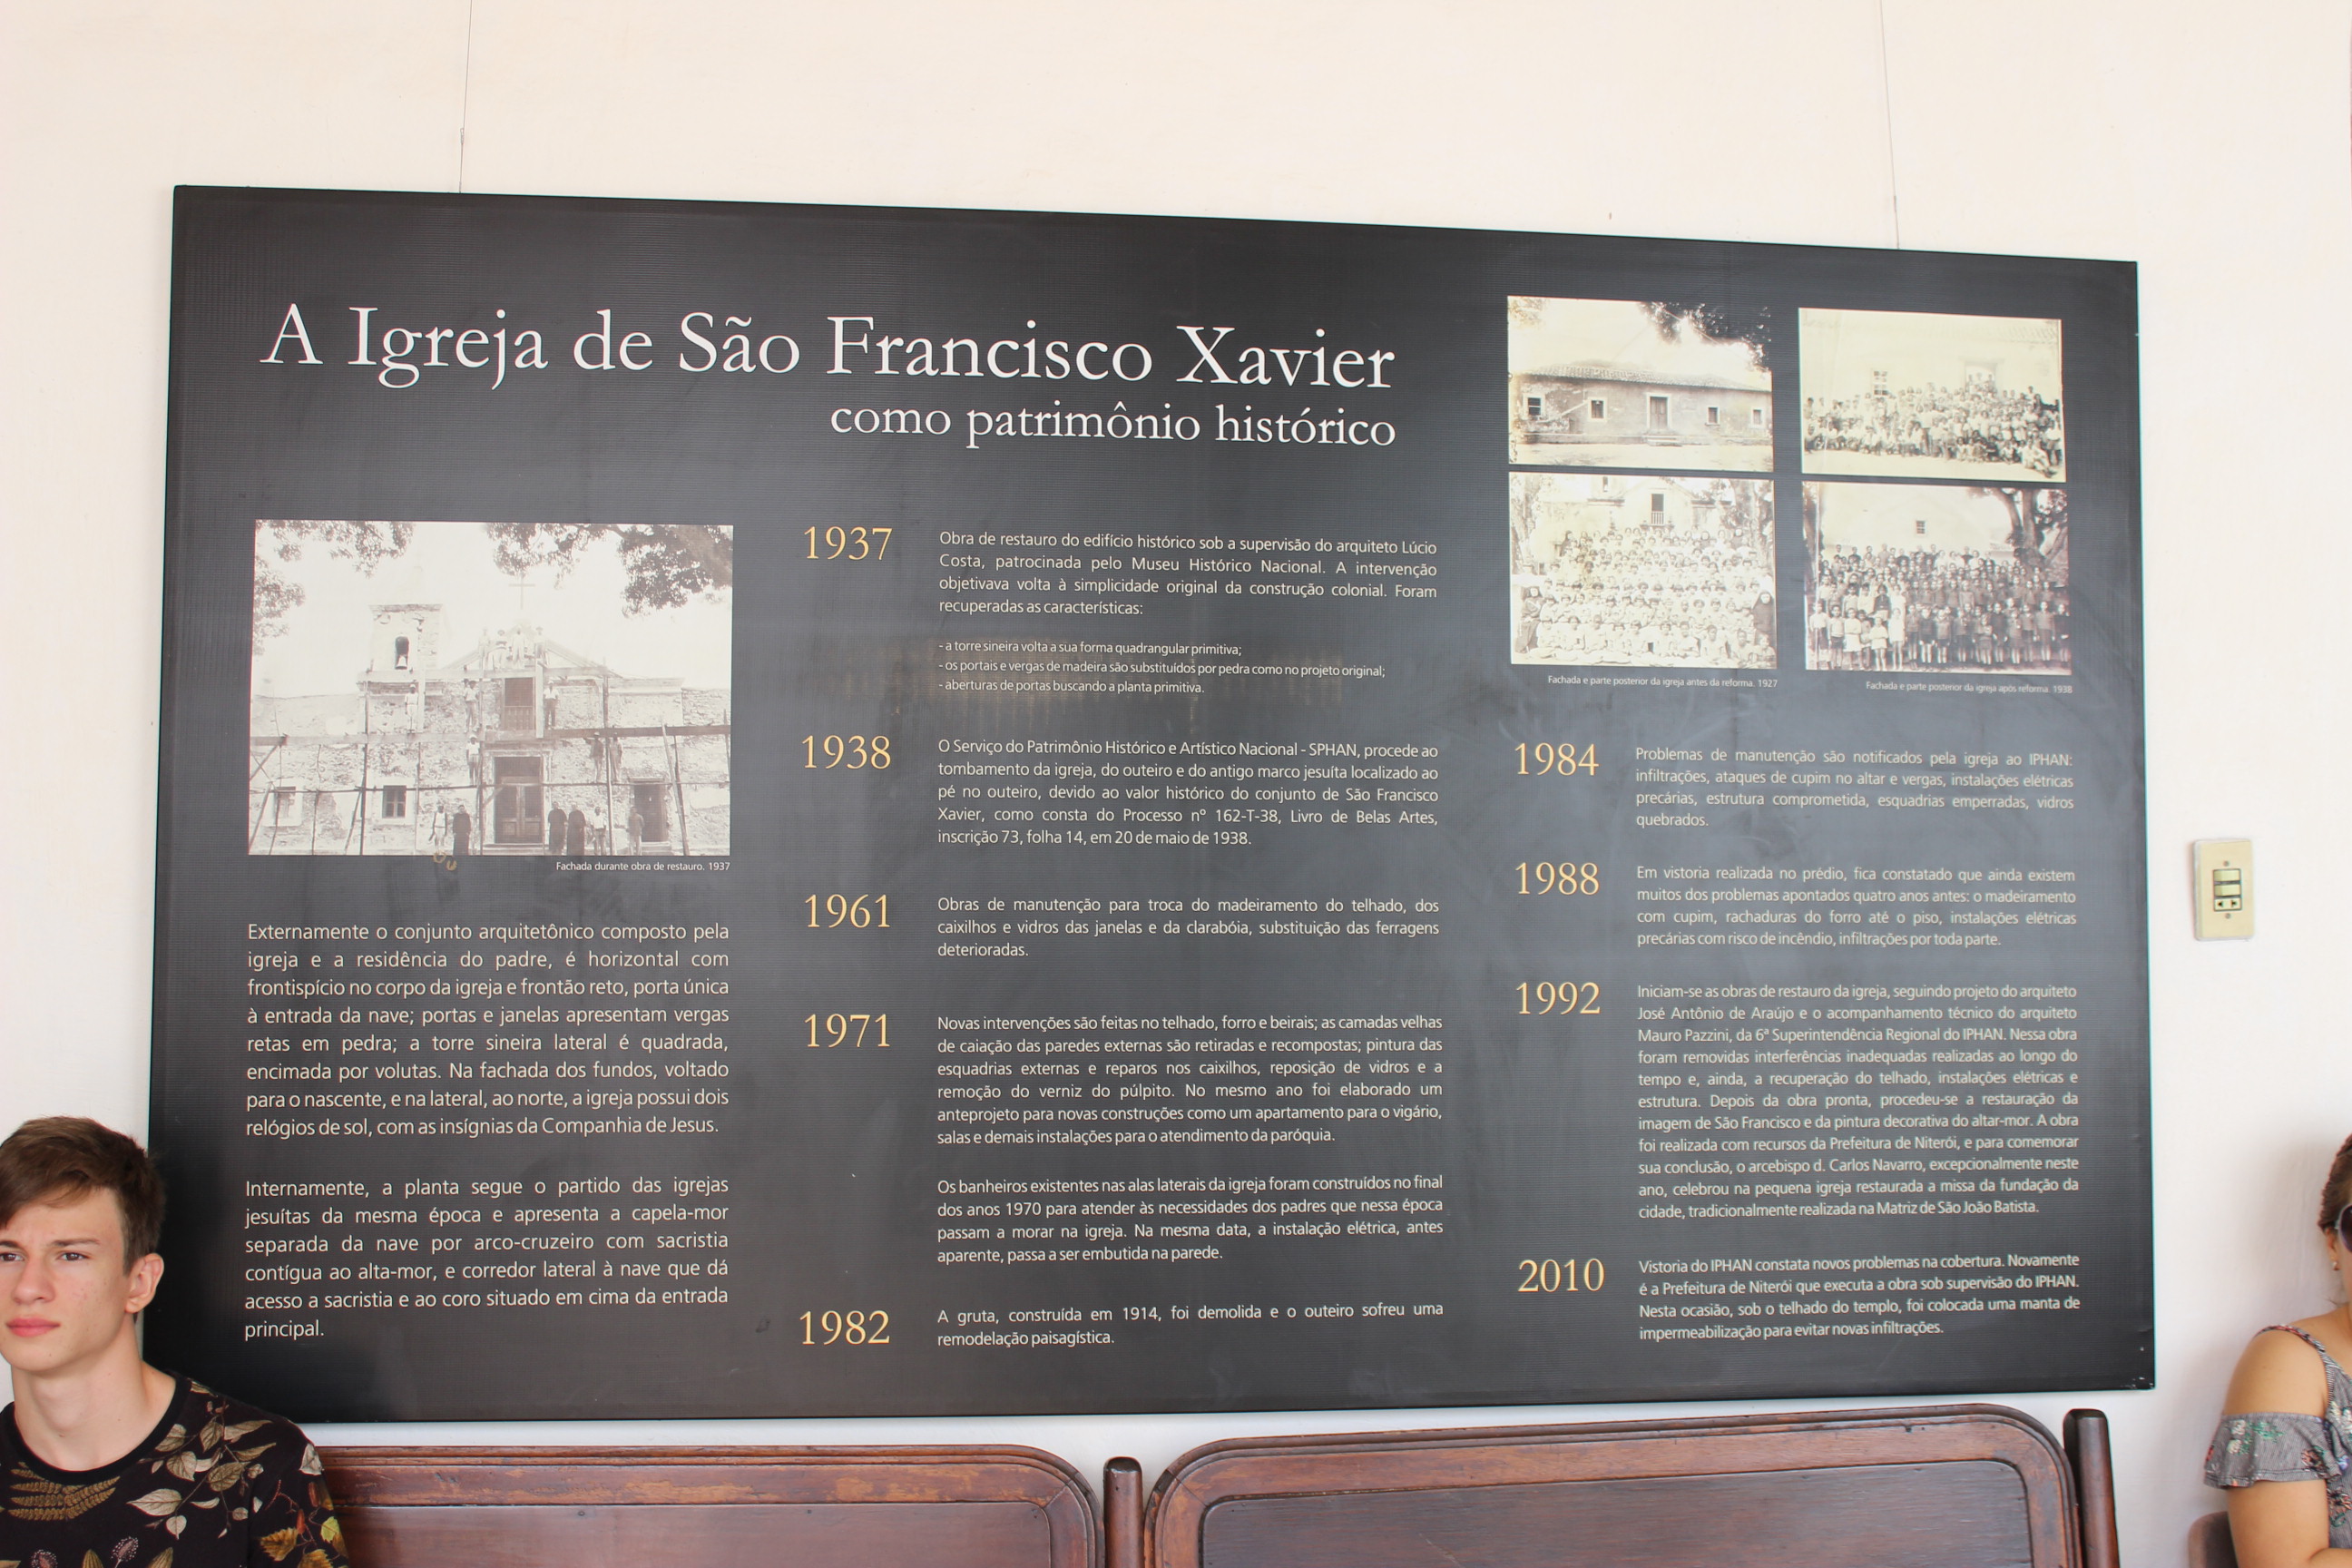 A Igreja de São Francisco Xavier
como patrimônio histórico
Fachada durante obra de restauro. 1937
Externamente o conjunto arquitetônico composto pela
igreja e a residência do padre, é horizontal com
frontispício no corpo da igreja e frontão reto, porta única
à entrada da nave; portas e janelas apresentam vergas
retas em pedra; a torre sineira lateral é quadrada,
encimada por volutas. Na fachada dos fundos, voltado
para o nascente, e na lateral, ao norte, a igreja possui dois
relógios de sol, com as insígnias da Companhia de Jesus.
Internamente, a planta segue o partido das igrejas
jesuítas da mesma época e apresenta a capela-mor
separada da nave por arco-cruzeiro com sacristia
contígua ao alta-mor, e corredor lateral à nave que dá
acesso a sacristia e ao coro situado em cima da entrada
principal.
1937
Obra de restauro do edifício histórico sob a supervisão do arquiteto Lúcio
Costa, patrocinada pelo Museu Histórico Nacional. A intervenção
objetivava volta à simplicidade original da construção colonial. Foram
recuperadas as características:
- a torre sineira volta a sua forma quadrangular primitiva;
- os portais e vergas de madeira são substituídos por pedra como no projeto original;
- aberturas de portas buscando a planta primitiva.
1938
O Serviço do Patrimônio Histórico e Artístico Nacional - SPHAN, procede ao
tombamento da igreja, do outeiro e do antigo marco jesuíta localizado ao
pé no outeiro, devido ao valor histórico do conjunto de São Francisco
Xavier, como consta do Processo nº 162-T-38, Livro de Belas Artes,
inscrição 73, folha 14, em 20 de maio de 1938.
1961
Obras de manutenção para troca do madeiramento do telhado, dos
caixilhos e vidros das janelas e da clarabóia, substituição das ferragens
deterioradas.
1971
Novas intervenções são feitas no telhado, forro e beirais; as camadas velhas
de caiação das paredes externas são retiradas e recompostas; pintura das
esquadrias externas e reparos nos caixilhos, reposição de vidros e a
remoção do verniz do púlpito. No mesmo ano foi elaborado um
anteprojeto para novas construções como um apartamento para o vigário,
salas e demais instalações para o atendimento da paróquia.
Os banheiros existentes nas alas laterais da igreja foram construídos no final
dos anos 1970 para atender às necessidades dos padres que nessa época
passam a morar na igreja. Na mesma data, a instalação elétrica, antes
aparente, passa a ser embutida na parede.
1982
A gruta, construída em 1914, foi demolida e o outeiro sofreu uma
remodelação paisagística.
Fachada e parte posterior da igreja antes da reforma. 1927
Fachada e parte posterior da igreja após reforma. 1938
1984
Problemas de manutenção são notificados pela igreja ao IPHAN:
infiltrações, ataques de cupim no altar e vergas, instalações elétricas
precárias, estrutura comprometida, esquadrias emperradas, vidros
quebrados.
1988
Em vistoria realizada no prédio, fica constatado que ainda existem
muitos dos problemas apontados quatro anos antes: o madeiramento
com cupim, rachaduras do forro até o piso, instalações elétricas
precárias com risco de incêndio, infiltrações por toda parte.
1992
Iniciam-se as obras de restauro da igreja, seguindo projeto do arquiteto
José Antônio de Araújo e o acompanhamento técnico do arquiteto
Mauro Pazzini, da 6ª Superintendência Regional do IPHAN. Nessa obra
foram removidas interferências inadequadas realizadas ao longo do
tempo e, ainda, a recuperação do telhado, instalações elétricas e
estrutura. Depois da obra pronta, procedeu-se a restauração da
imagem de São Francisco e da pintura decorativa do altar-mor. A obra
foi realizada com recursos da Prefeitura de Niterói, e para comemorar
sua conclusão, o arcebispo d. Carlos Navarro, excepcionalmente neste
ano, celebrou na pequena igreja restaurada a missa da fundação da
cidade, tradicionalmente realizada na Matriz de São João Batista.
2010
Vistoria do IPHAN constata novos problemas na cobertura. Novamente
é a Prefeitura de Niterói que executa a obra sob supervisão do IPHAN.
Nesta ocasião, sob o telhado do templo, foi colocada uma manta de
impermeabilização para evitar novas infiltrações.